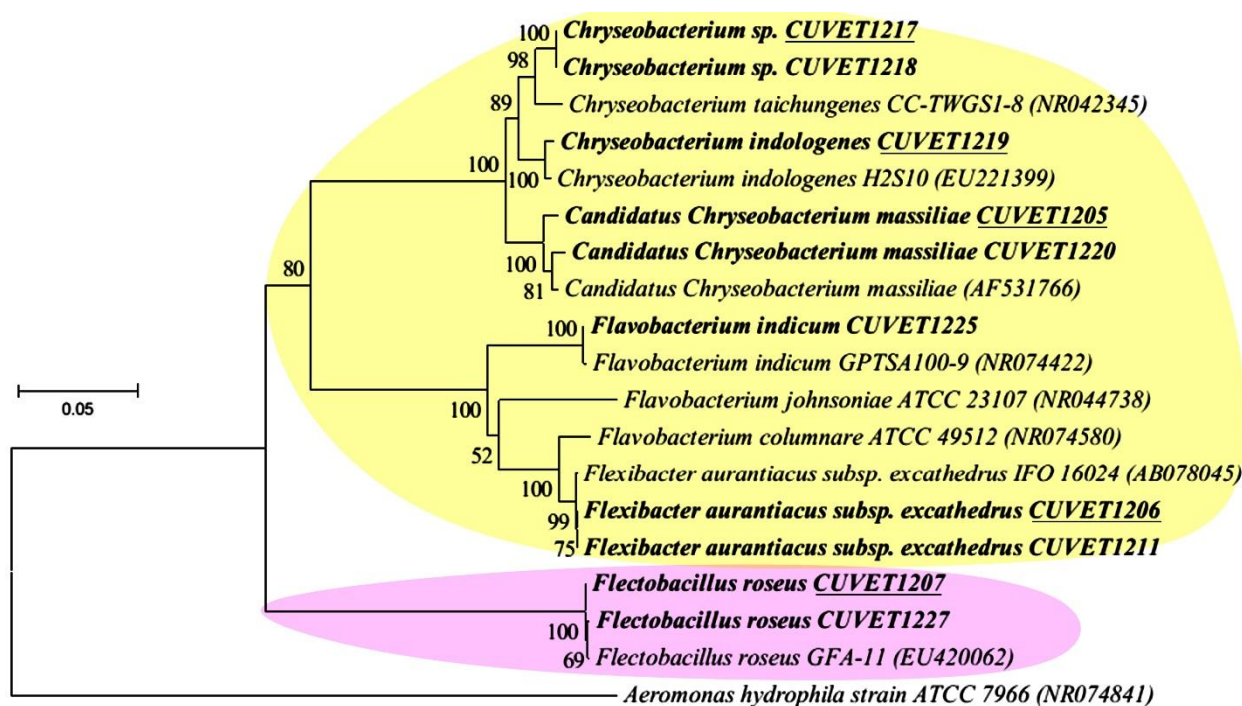 100
Chryseobacterium sp. CUVET1217
98
Chryseobacterium sp. CUVET1218
89
Chryseobacterium taichungenes CC-TWGS1-8 (NR042345)
Chryseobacterium indologenes CUVET1219
100
100
Chryseobacterium indologenes H2S10 (EU221399)
Candidatus Chryseobacterium massiliae CUVET1205
Candidatus Chryseobacterium massiliae CUVET1220
100
80
81
Candidatus Chryseobacterium massiliae (AF531766)
Flavobacterium indicum CUVET1225
100
Flavobacterium indicum GPTSA100-9 (NR074422)
0.05
Flavobacterium johnsoniae ATCC 23107 (NR044738)
100
Flavobacterium columnare ATCC 49512 (NR074580)
52
Flexibacter aurantiacus subsp. excathedrus IFO 16024 (AB078045)
100
Flexibacter aurantiacus subsp. excathedrus CUVET1206
99
75
Flexibacter aurantiacus subsp. excathedrus CUVET1211
Flectobacillus roseus CUVET1207
Flectobacillus roseus CUVET1227
100
69
Flectobacillus roseus GFA-11 (EU420062)
Aeromonas hydrophila strain ATCC 7966 (NR074841)